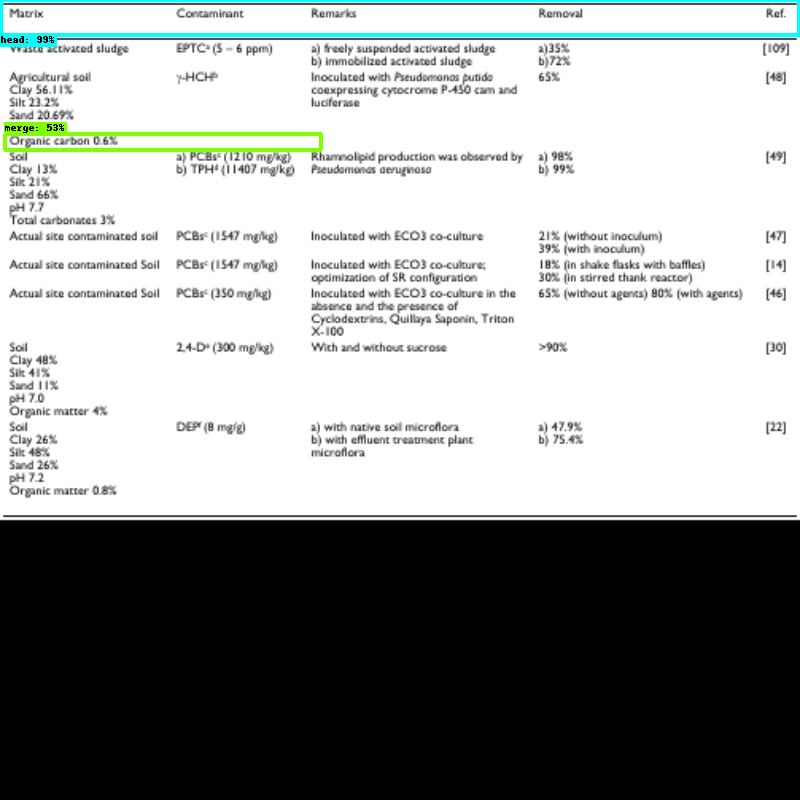 Matrix Contaminant Remarks Removal Ref.
head: 99%
Waste activated sludge EPTCᵃ (5 – 6 ppm) a) freely suspended activated sludge a)35% [109]
b) immobilized activated sludge b)72%
Agricultural soil γ-HCHᵇ Inoculated with Pseudomonas putida 65% [48]
Clay 56.11% coexpressing cytocrome P-450 cam and
Silt 23.2% luciferase
Sand 20.69%
merge: 53%
Organic carbon 0.6%
Soil a) PCBsᶜ (1210 mg/kg) Rhamnolipid production was observed by a) 98% [49]
Clay 13% b) TPHᵈ (11407 mg/kg) Pseudomonas aeruginosa b) 99%
Silt 21%
Sand 66%
pH 7.7
Total carbonates 3%
Actual site contaminated soil PCBsᶜ (1547 mg/kg) Inoculated with ECO3 co-culture 21% (without inoculum) [47]
39% (with inoculum)
Actual site contaminated Soil PCBsᶜ (1547 mg/kg) Inoculated with ECO3 co-culture; 18% (in shake flasks with baffles) [14]
optimization of SR configuration 30% (in stirred thank reactor)
Actual site contaminated Soil PCBsᶜ (350 mg/kg) Inoculated with ECO3 co-culture in the 65% (without agents) 80% (with agents) [46]
absence and the presence of
Cyclodextrins, Quillaya Saponin, Triton
X-100
Soil 2,4-Dᵉ (300 mg/kg) With and without sucrose >90% [30]
Clay 48%
Silt 41%
Sand 11%
pH 7.0
Organic matter 4%
Soil DEPᶠ (8 mg/g) a) with native soil microflora a) 47.9% [22]
Clay 26% b) with effluent treatment plant b) 75.4%
Silt 48% microflora
Sand 26%
pH 7.2
Organic matter 0.8%